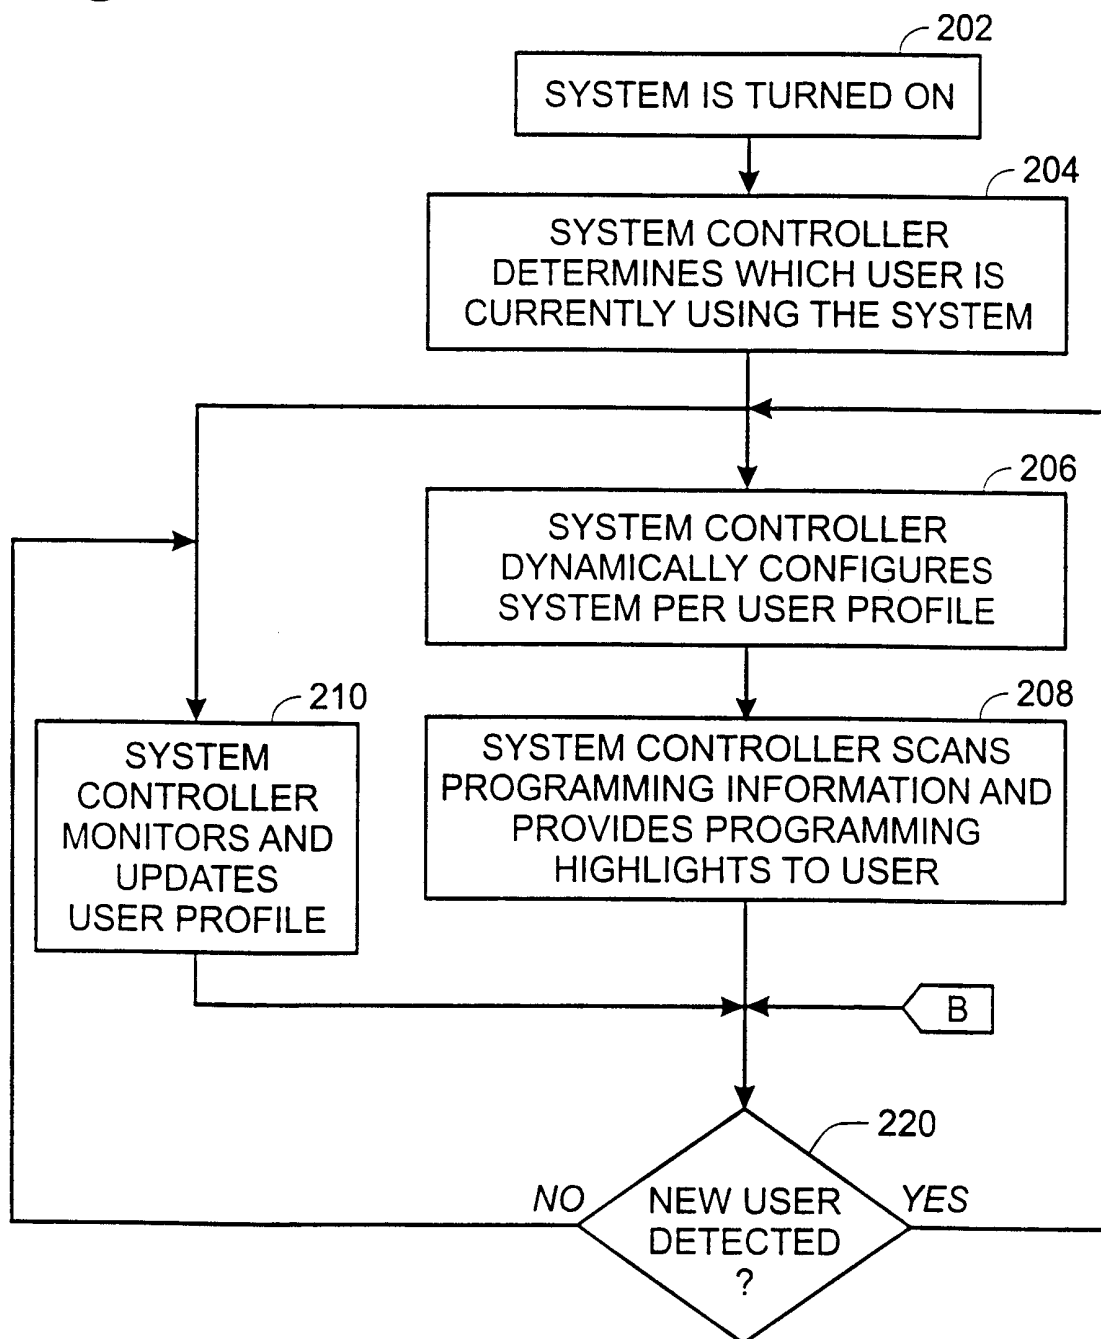 202
SYSTEM IS TURNED ON
204
SYSTEM CONTROLLER
DETERMINES WHICH USER IS
CURRENTLY USING THE SYSTEM
206
SYSTEM CONTROLLER
DYNAMICALLY CONFIGURES
SYSTEM PER USER PROFILE
210
SYSTEM
CONTROLLER
MONITORS AND
UPDATES
USER PROFILE
208
SYSTEM CONTROLLER SCANS
PROGRAMMING INFORMATION AND
PROVIDES PROGRAMMING
HIGHLIGHTS TO USER
B
220
NO
NEW USER
DETECTED
?
YES